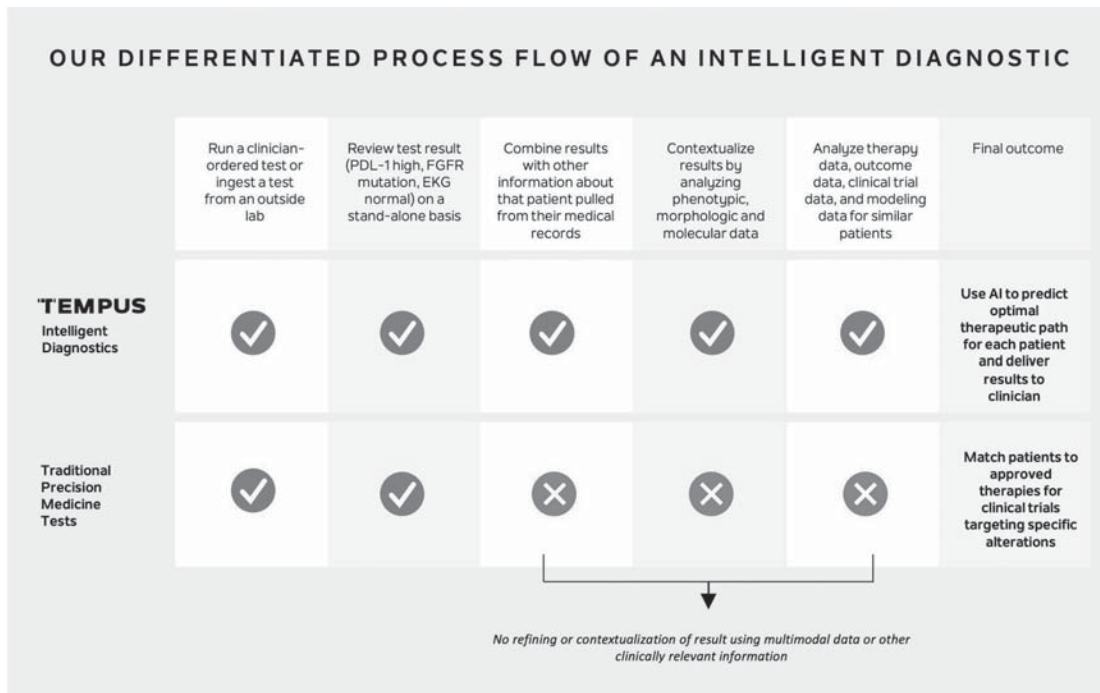 OUR DIFFERENTIATED PROCESS FLOW OF AN INTELLIGENT DIAGNOSTIC
Run a clinician-
ordered test or
ingest a test
from an outside
lab
Review test result
(PDL-1 high, FGFR
mutation, EKG
normal) on a
stand-alone basis
Combine results
with other
information about
that patient pulled
from their medical
records
Contextualize
results by
analyzing
phenotypic,
morphologic and
molecular data
Analyze therapy
data, outcome
data, clinical trial
data, and modeling
data for similar
patients
Final outcome
TEMPUS
Intelligent
Diagnostics
Use AI to predict
optimal
therapeutic path
for each patient
and deliver
results to
clinician
Traditional
Precision
Medicine
Tests
Match patients to
approved
therapies for
clinical trials
targeting specific
alterations
No refining or contextualization of result using multimodal data or other
clinically relevant information